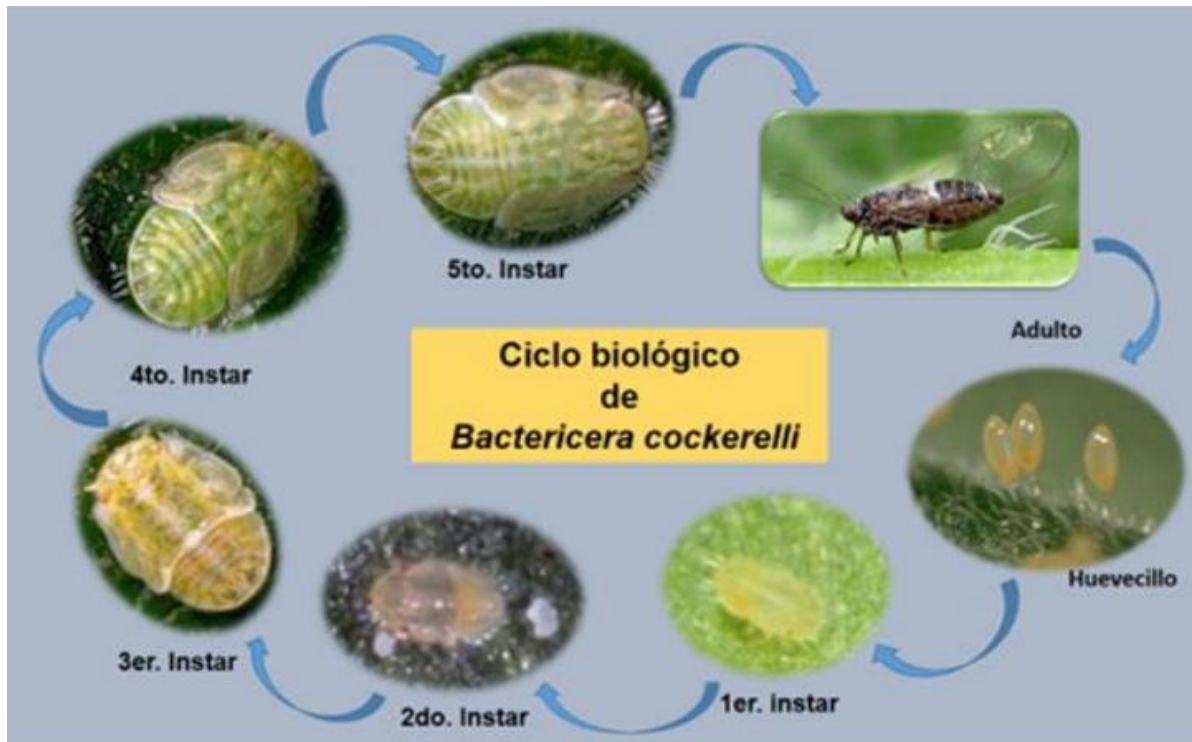 5to. Instar
Adulto
4to. Instar
Ciclo biológico
de
Bactericera cockerelli
Huevecillo
3er. Instar
2do. Instar
1er. instar